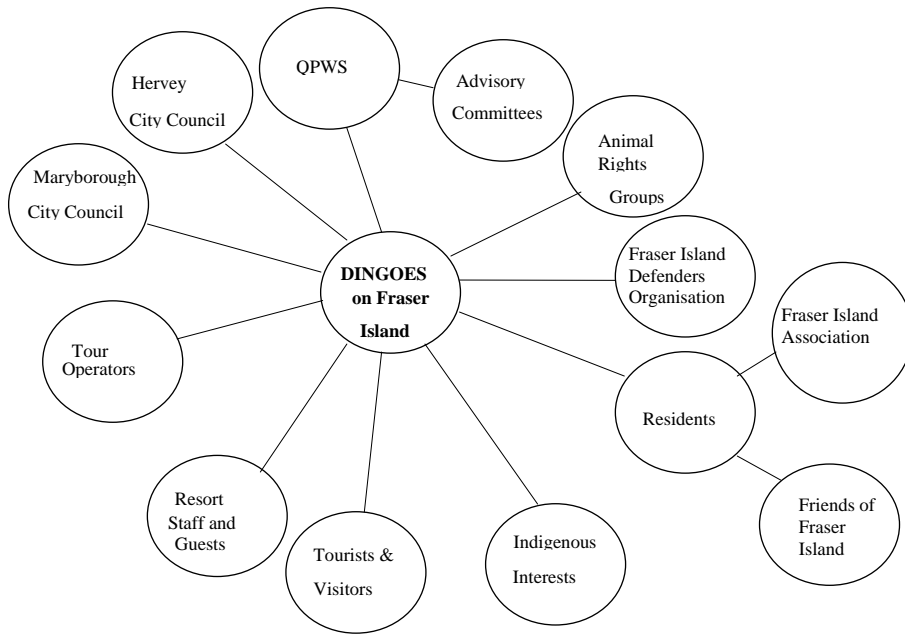 QPWS
Advisory
Committees
Hervey
City Council
Animal
Rights
Groups
Maryborough
City Council
DINGOES
on Fraser
Island
Fraser Island
Defenders
Organisation
Fraser Island
Association
Tour
Operators
Residents
Resort
Staff and
Guests
Tourists &
Visitors
Indigenous
Interests
Friends of
Fraser
Island